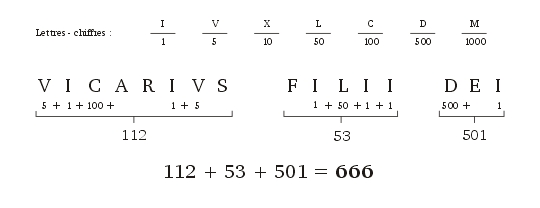 Lettres - chiffres : I V X L C D M
1 5 10 50 100 500 1000
V I C A R I V S F I L I I D E I
5 + 1 + 100 + 1 + 5 1 + 50 + 1 + 1 500 + 1
112 53 501
112 + 53 + 501 = 666